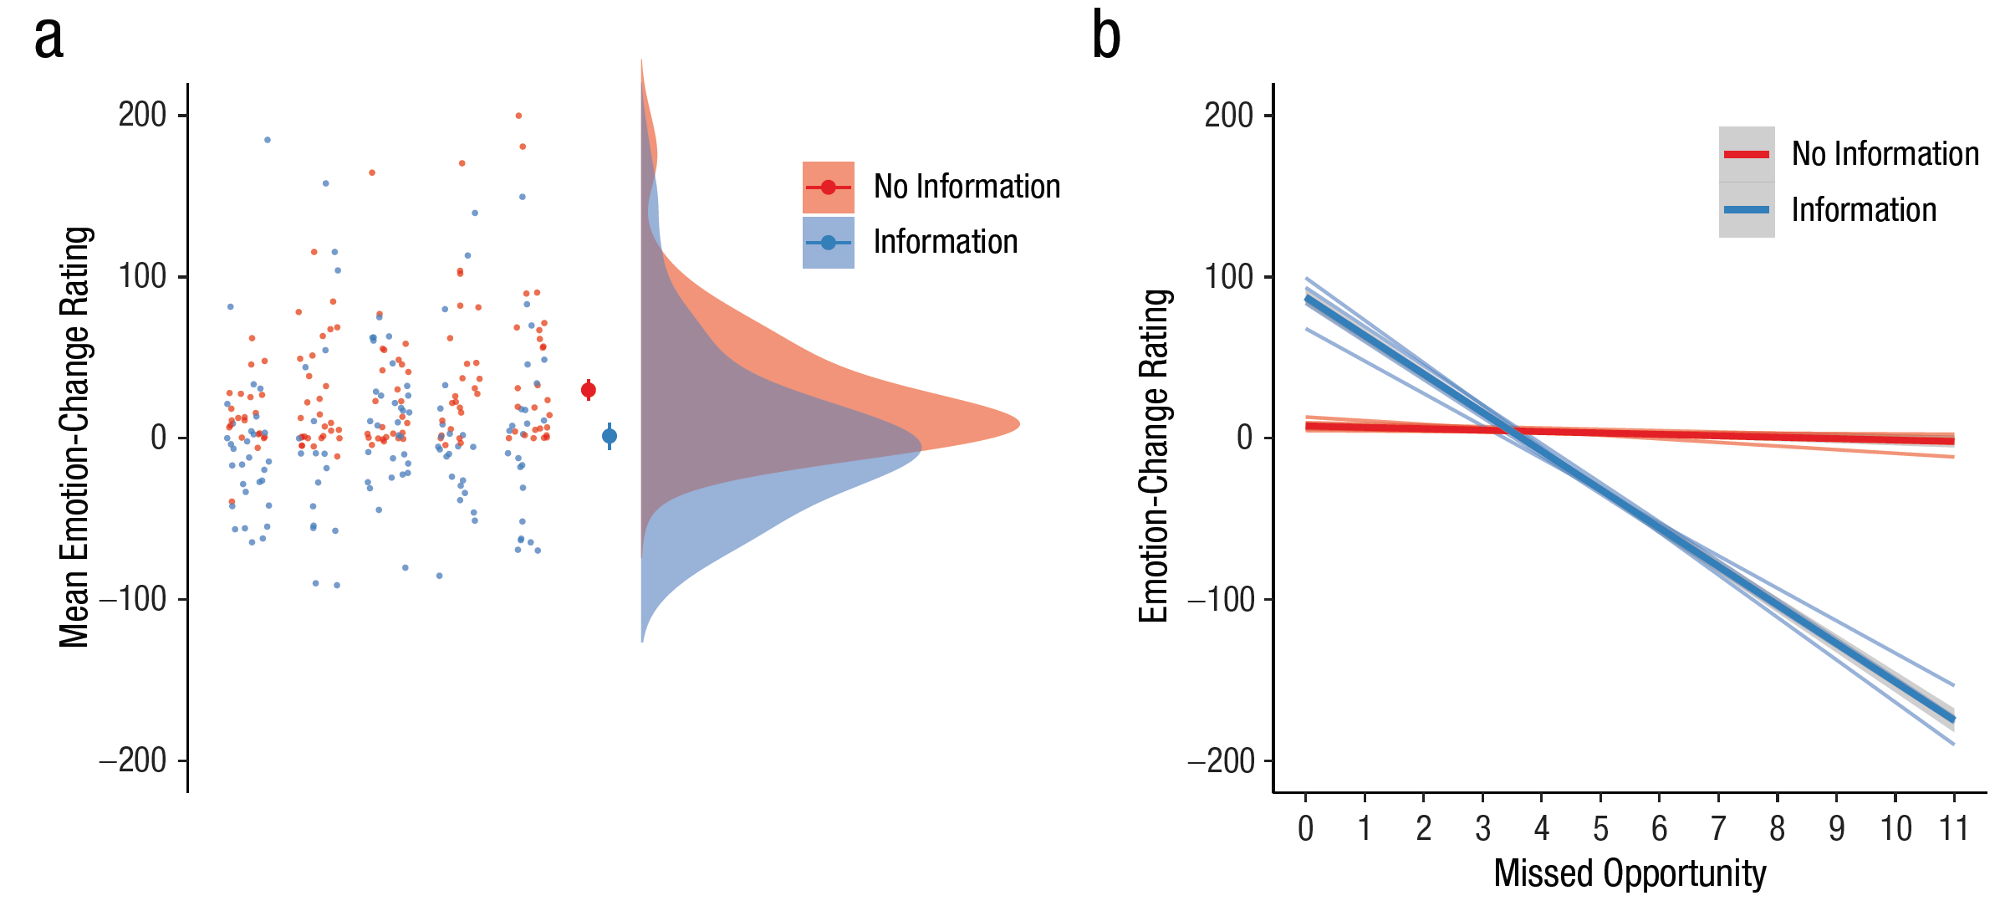 a
Mean Emotion-Change Rating
200
100
0
−100
−200
No Information
Information
b
Emotion-Change Rating
200
100
0
−100
−200
No Information
Information
0 1 2 3 4 5 6 7 8 9 10 11
Missed Opportunity